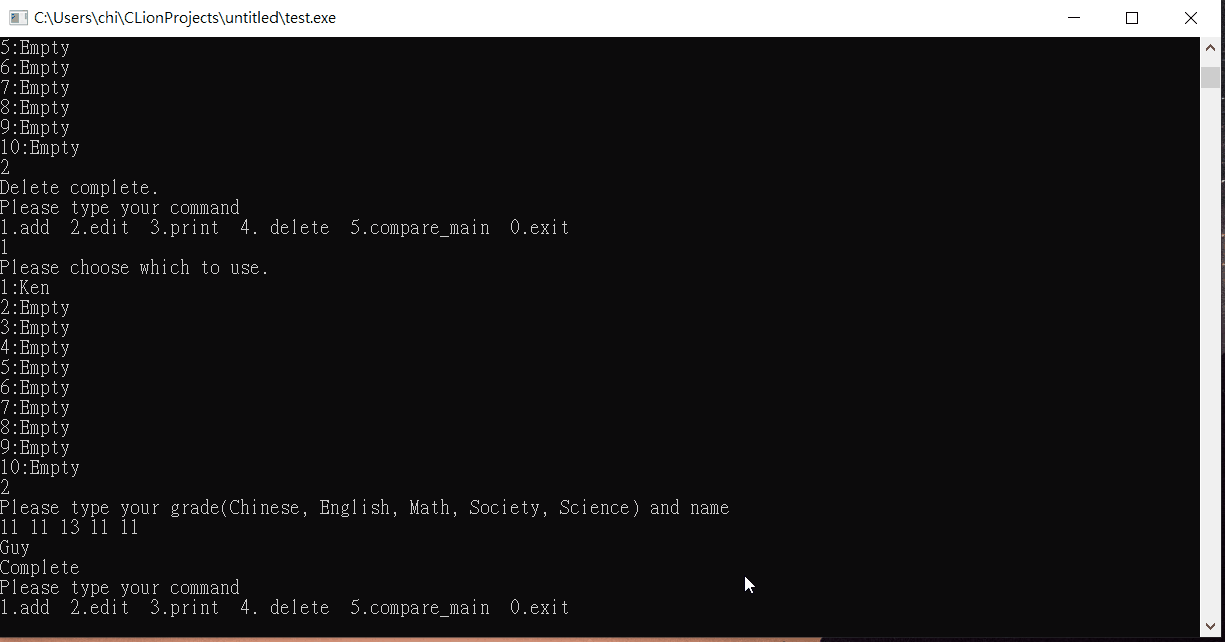 C:\Users\chi\CLionProjects\untitled\test.exe
5:Empty
6:Empty
7:Empty
8:Empty
9:Empty
10:Empty
2
Delete complete.
Please type your command
1.add  2.edit  3.print  4. delete  5.compare_main  0.exit
1
Please choose which to use.
1:Ken
2:Empty
3:Empty
4:Empty
5:Empty
6:Empty
7:Empty
8:Empty
9:Empty
10:Empty
2
Please type your grade(Chinese, English, Math, Society, Science) and name
11 11 13 11 11
Guy
Complete
Please type your command
1.add  2.edit  3.print  4. delete  5.compare_main  0.exit